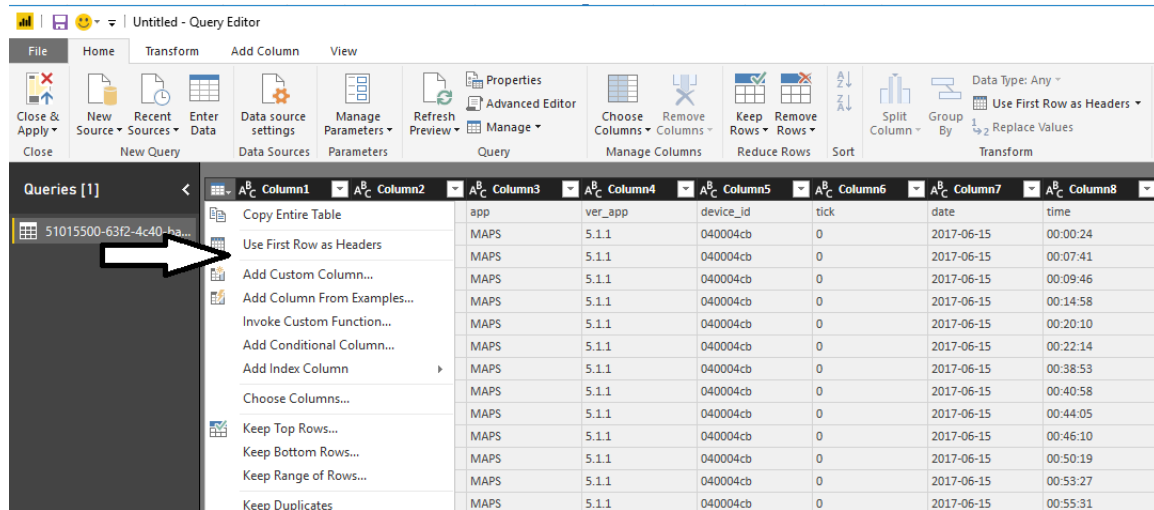 Untitled - Query Editor
File Home Transform Add Column View
Close & Apply
New Source
Recent Sources
Enter Data
Data source settings
Manage Parameters
Refresh Preview
Properties
Advanced Editor
Manage
Choose Columns
Remove Columns
Keep Rows
Remove Rows
A Z
Z A
Split Column
Group By
Data Type: Any
Use First Row as Headers
1 2 Replace Values
Close New Query Data Sources Parameters Query Manage Columns Reduce Rows Sort Transform
Queries [1]
51015500-63f2-4c40-ba...
ABC Column1 ABC Column2 ABC Column3 ABC Column4 ABC Column5 ABC Column6 ABC Column7 ABC Column8
Copy Entire Table
Use First Row as Headers
Add Custom Column...
Add Column From Examples...
Invoke Custom Function...
Add Conditional Column...
Add Index Column
Choose Columns...
Keep Top Rows...
Keep Bottom Rows...
Keep Range of Rows...
Keep Duplicates
app ver_app device_id tick date time
MAPS 5.1.1 040004cb 0 2017-06-15 00:00:24
MAPS 5.1.1 040004cb 0 2017-06-15 00:07:41
MAPS 5.1.1 040004cb 0 2017-06-15 00:09:46
MAPS 5.1.1 040004cb 0 2017-06-15 00:14:58
MAPS 5.1.1 040004cb 0 2017-06-15 00:20:10
MAPS 5.1.1 040004cb 0 2017-06-15 00:22:14
MAPS 5.1.1 040004cb 0 2017-06-15 00:38:53
MAPS 5.1.1 040004cb 0 2017-06-15 00:40:58
MAPS 5.1.1 040004cb 0 2017-06-15 00:44:05
MAPS 5.1.1 040004cb 0 2017-06-15 00:46:10
MAPS 5.1.1 040004cb 0 2017-06-15 00:50:19
MAPS 5.1.1 040004cb 0 2017-06-15 00:53:27
MAPS 5.1.1 040004cb 0 2017-06-15 00:55:31